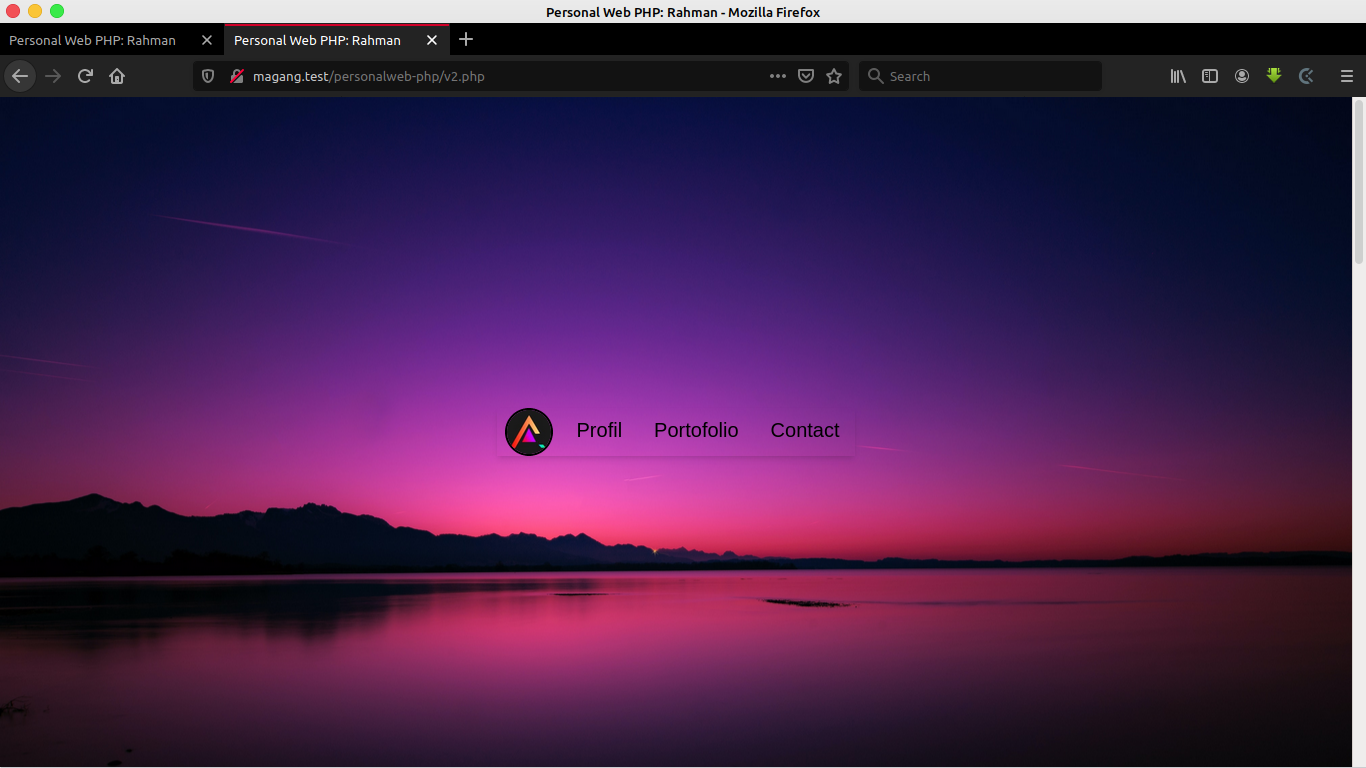 Personal Web PHP: Rahman - Mozilla Firefox
Personal Web PHP: Rahman
Personal Web PHP: Rahman
magang.test/personalweb-php/v2.php
Search
Profil
Portofolio
Contact